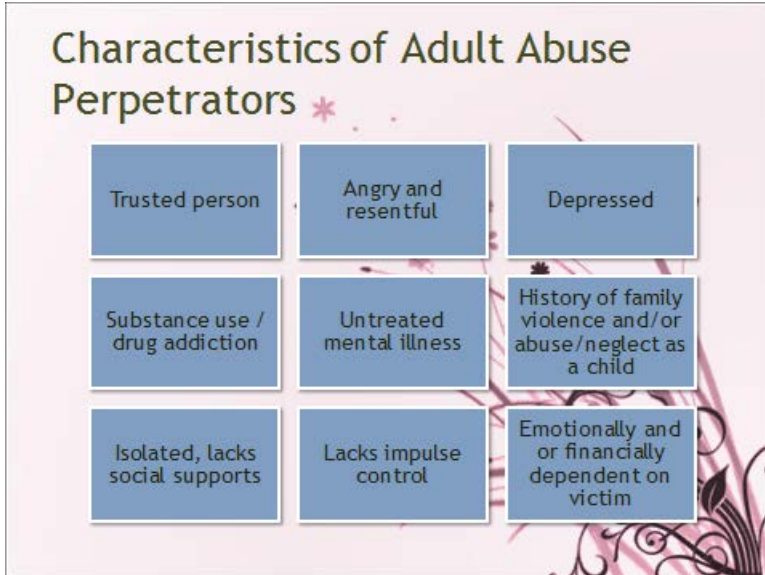 Characteristics of Adult Abuse
Perpetrators
Trusted person
Angry and
resentful
Depressed
Substance use /
drug addiction
Untreated
mental illness
History of family
violence and/or
abuse/neglect as
a child
Isolated, lacks
social supports
Lacks impulse
control
Emotionally and
or financially
dependent on
victim